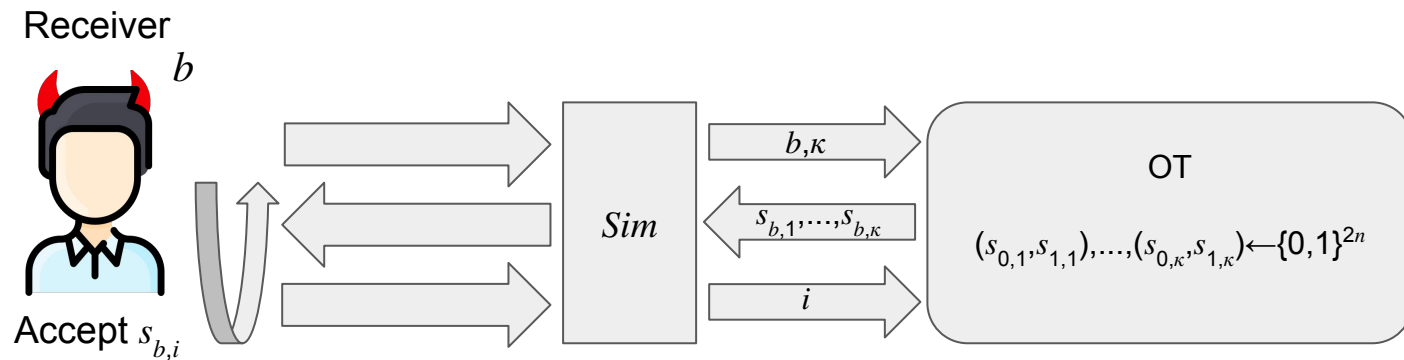 Receiver
b
Accept s_{b,i}
Sim
b,κ
s_{b,1},...,s_{b,κ}
i
OT
(s_{0,1},s_{1,1}),...,(s_{0,κ},s_{1,κ})←{0,1}^{2n}